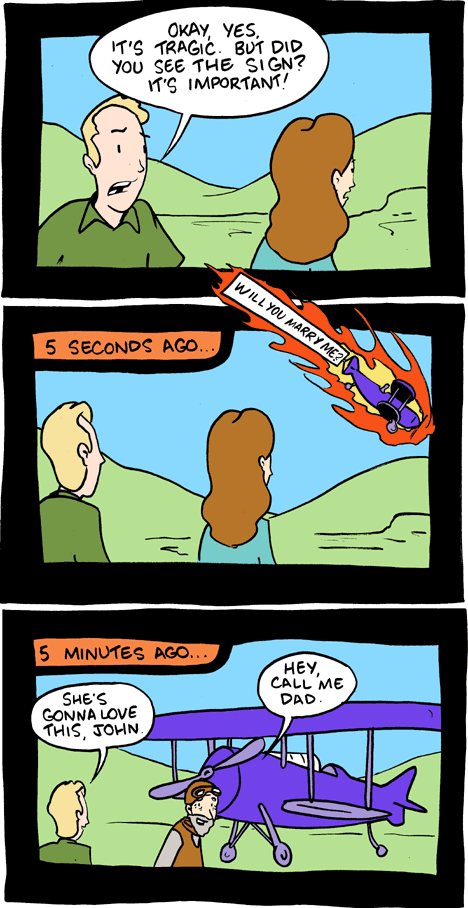 OKAY, YES,
IT'S TRAGIC. BUT DID
YOU SEE THE SIGN?
IT'S IMPORTANT!
WILL YOU MARRY ME?
5 SECONDS AGO...
5 MINUTES AGO...
SHE'S
GONNA LOVE
THIS, JOHN.
HEY,
CALL ME
DAD.